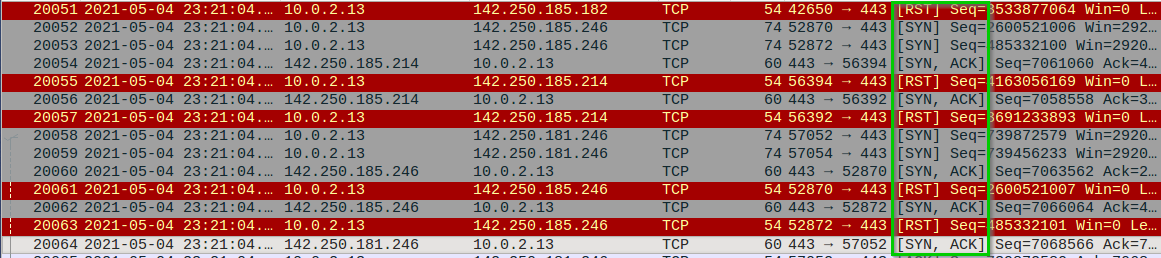 20051 2021-05-04 23:21:04.… 10.0.2.13 142.250.185.182 TCP 54 42650 → 443 [RST] Seq=3533877064 Win=0 L…
20052 2021-05-04 23:21:04.… 10.0.2.13 142.250.185.246 TCP 74 52870 → 443 [SYN] Seq=2600521006 Win=292…
20053 2021-05-04 23:21:04.… 10.0.2.13 142.250.185.246 TCP 74 52872 → 443 [SYN] Seq=485332100 Win=2920…
20054 2021-05-04 23:21:04.… 142.250.185.214 10.0.2.13 TCP 60 443 → 56394 [SYN, ACK] Seq=7061060 Ack=4…
20055 2021-05-04 23:21:04.… 10.0.2.13 142.250.185.214 TCP 54 56394 → 443 [RST] Seq=4163056169 Win=0 L…
20056 2021-05-04 23:21:04.… 142.250.185.214 10.0.2.13 TCP 60 443 → 56392 [SYN, ACK] Seq=7058558 Ack=3…
20057 2021-05-04 23:21:04.… 10.0.2.13 142.250.185.214 TCP 54 56392 → 443 [RST] Seq=3691233893 Win=0 L…
20058 2021-05-04 23:21:04.… 10.0.2.13 142.250.181.246 TCP 74 57052 → 443 [SYN] Seq=739872579 Win=2920…
20059 2021-05-04 23:21:04.… 10.0.2.13 142.250.181.246 TCP 74 57054 → 443 [SYN] Seq=739456233 Win=2920…
20060 2021-05-04 23:21:04.… 142.250.185.246 10.0.2.13 TCP 60 443 → 52870 [SYN, ACK] Seq=7063562 Ack=2…
20061 2021-05-04 23:21:04.… 10.0.2.13 142.250.185.246 TCP 54 52870 → 443 [RST] Seq=2600521007 Win=0 L…
20062 2021-05-04 23:21:04.… 142.250.185.246 10.0.2.13 TCP 60 443 → 52872 [SYN, ACK] Seq=7066064 Ack=4…
20063 2021-05-04 23:21:04.… 10.0.2.13 142.250.185.246 TCP 54 52872 → 443 [RST] Seq=485332101 Win=0 Le…
20064 2021-05-04 23:21:04.… 142.250.181.246 10.0.2.13 TCP 60 443 → 57052 [SYN, ACK] Seq=7068566 Ack=7…